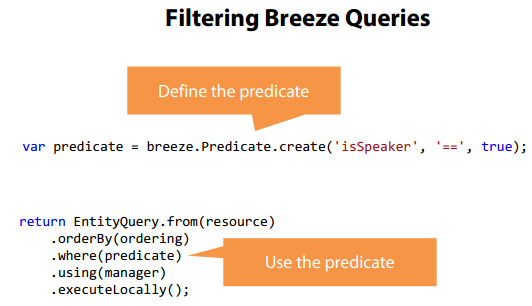 Filtering Breeze Queries
Define the predicate
var predicate = breeze.Predicate.create('isSpeaker', '==', true);
return EntityQuery.from(resource)
.orderBy(ordering)
.where(predicate)
Use the predicate
.using(manager)
.executeLocally();